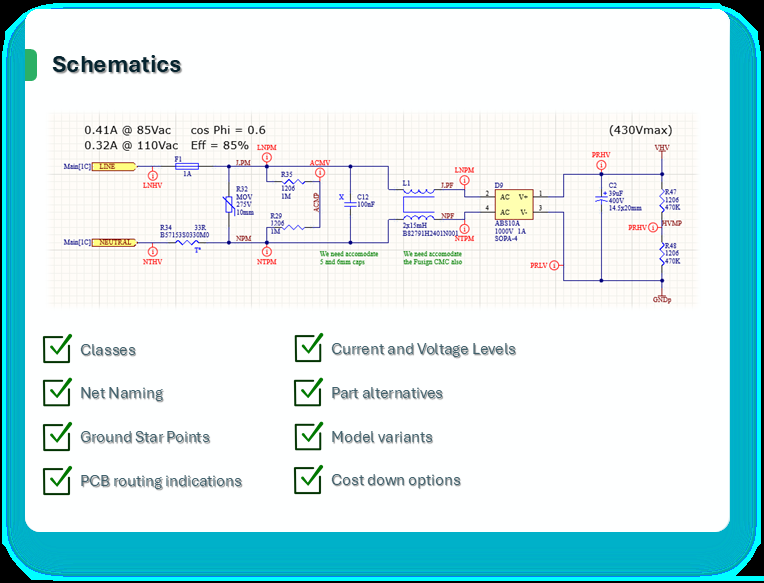 Schematics
0.41A @ 85Vac cos Phi = 0.6
0.32A @ 110Vac Eff = 85%
(430Vmax)
Main[1C] LINE
LNHV
F1
1A
LPM
LNPM
ACMV
R35
1206
1M
ACMP
R32
MOV
275V
10mm
R29
1206
1M
X
C12
100nF
R34 33R
B57153S0330M0
t°
Main[1C] NEUTRAL
NTHV
NPM
NTPM
We need accomodate
5 and 6mm caps
L1
LPF
LNPM
NPF
2x15mH
B82791H2401N001
NTPM
We need accomodate
the Fusign CMC also
D9
2 AC V+ 1
4 AC V- 3
ABS10A
1000V 1A
SOPA-4
PRHV
C2
39uF
400V
14.5x20mm
PRLV
VHV
R47
1206
470K
PRHV
HVMP
R48
1206
470K
GNDp
Classes
Net Naming
Ground Star Points
PCB routing indications
Current and Voltage Levels
Part alternatives
Model variants
Cost down options